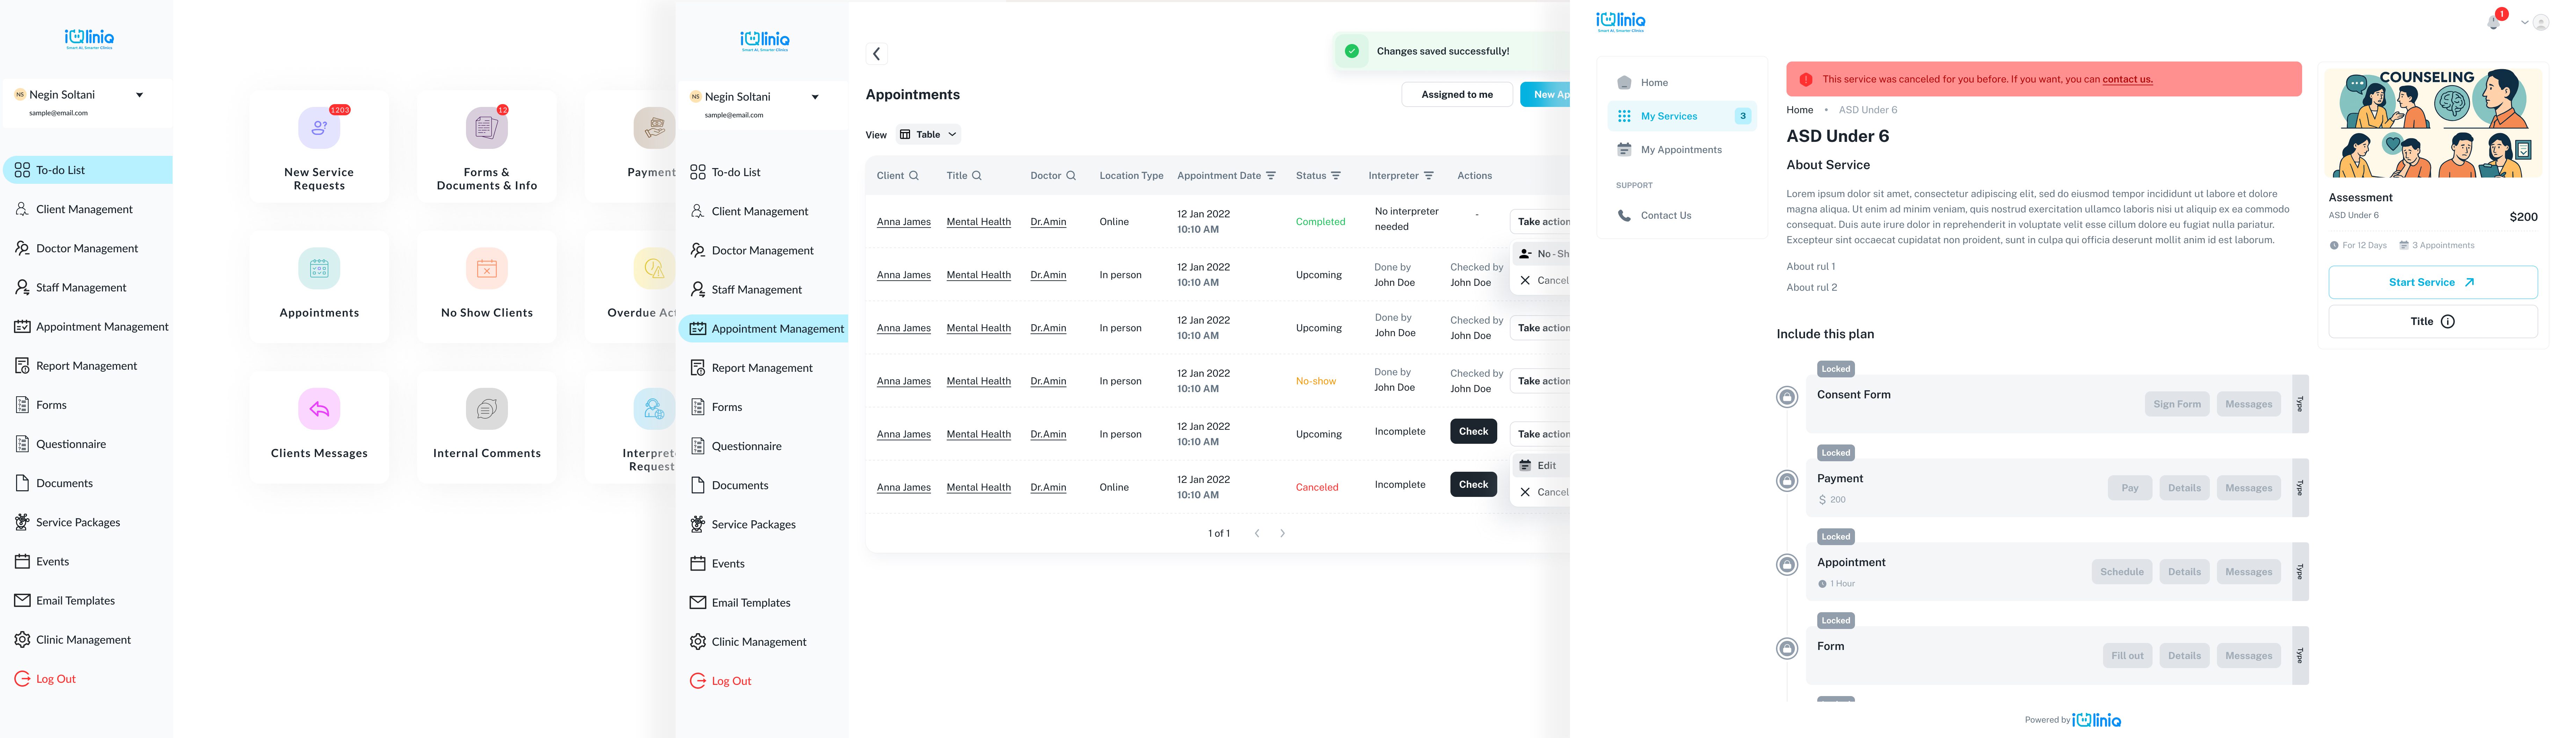 iCliniq
Smart AI, Smarter Clinics
NS Negin Soltani
sample@email.com
To-do List
Client Management
Doctor Management
Staff Management
Appointment Management
Report Management
Forms
Questionnaire
Documents
Service Packages
Events
Email Templates
Clinic Management
Log Out
1203
New Service
Requests
12
Forms &
Documents & Info
Payment
Appointments
No Show Clients
Overdue Act
Clients Messages
Internal Comments
Interpret
Request
iCliniq
Smart AI, Smarter Clinics
NS Negin Soltani
sample@email.com
To-do List
Client Management
Doctor Management
Staff Management
Appointment Management
Report Management
Forms
Questionnaire
Documents
Service Packages
Events
Email Templates
Clinic Management
Log Out
Changes saved successfully!
Appointments
Assigned to me
New Ap
View Table
Client Title Doctor Location Type Appointment Date Status Interpreter Actions
Anna James Mental Health Dr.Amin Online 12 Jan 2022 10:10 AM Completed No interpreter needed - Take action
No - Sh
Cancel
Anna James Mental Health Dr.Amin In person 12 Jan 2022 10:10 AM Upcoming Done by John Doe Checked by John Doe
Anna James Mental Health Dr.Amin In person 12 Jan 2022 10:10 AM Upcoming Done by John Doe Checked by John Doe Take action
Anna James Mental Health Dr.Amin In person 12 Jan 2022 10:10 AM No-show Done by John Doe Checked by John Doe Take action
Anna James Mental Health Dr.Amin In person 12 Jan 2022 10:10 AM Upcoming Incomplete Check Take action
Edit
Cancel
Anna James Mental Health Dr.Amin Online 12 Jan 2022 10:10 AM Canceled Incomplete Check
1 of 1
iCliniq
Smart AI, Smarter Clinics
1
Home
My Services 3
My Appointments
SUPPORT
Contact Us
This service was canceled for you before. If you want, you can contact us.
Home • ASD Under 6
ASD Under 6
About Service
Lorem ipsum dolor sit amet, consectetur adipiscing elit, sed do eiusmod tempor incididunt ut labore et dolore
magna aliqua. Ut enim ad minim veniam, quis nostrud exercitation ullamco laboris nisi ut aliquip ex ea commodo
consequat. Duis aute irure dolor in reprehenderit in voluptate velit esse cillum dolore eu fugiat nulla pariatur.
Excepteur sint occaecat cupidatat non proident, sunt in culpa qui officia deserunt mollit anim id est laborum.
About rul 1
About rul 2
Include this plan
Locked
Consent Form
Sign Form Messages Type
Locked
Payment
$ 200
Pay Details Messages Type
Locked
Appointment
1 Hour
Schedule Details Messages Type
Locked
Form
Fill out Details Messages Type
Powered by iCliniq
COUNSELING
Assessment
ASD Under 6 $200
For 12 Days 3 Appointments
Start Service
Title